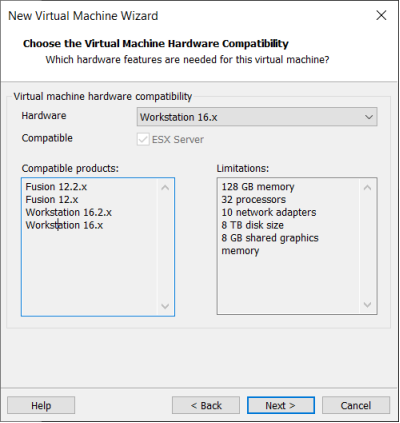 New Virtual Machine Wizard
Choose the Virtual Machine Hardware Compatibility
Which hardware features are needed for this virtual machine?
Virtual machine hardware compatibility
Hardware
Workstation 16.x
Compatible
ESX Server
Compatible products:
Fusion 12.2.x
Fusion 12.x
Workstation 16.2.x
Workstation 16.x
Limitations:
128 GB memory
32 processors
10 network adapters
8 TB disk size
8 GB shared graphics
memory
Help
< Back
Next >
Cancel